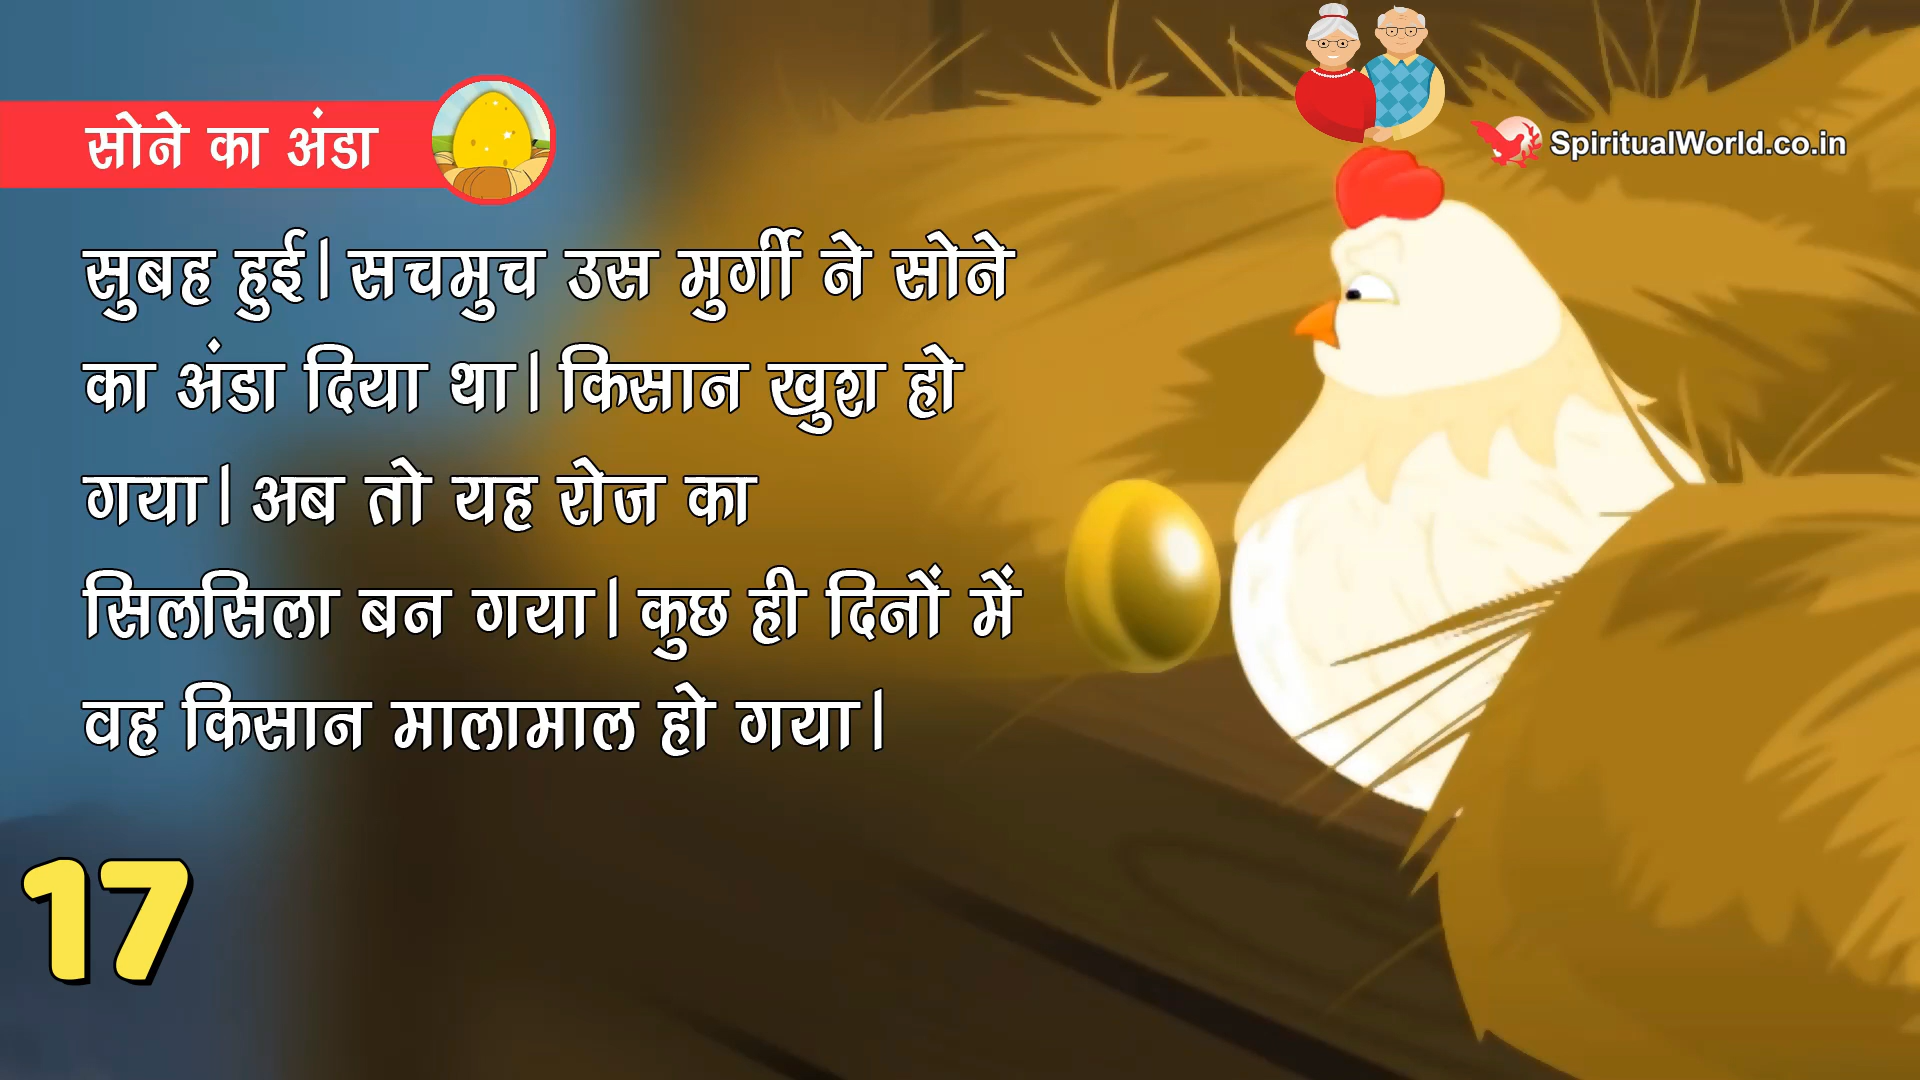 सोने का अंडा
SpiritualWorld.co.in
सुबह हुई। सचमुच उस मुर्गी ने सोने
का अंडा दिया था। किसान खुश हो
गया। अब तो यह रोज का
सिलसिला बन गया। कुछ ही दिनों में
वह किसान मालामाल हो गया।
17